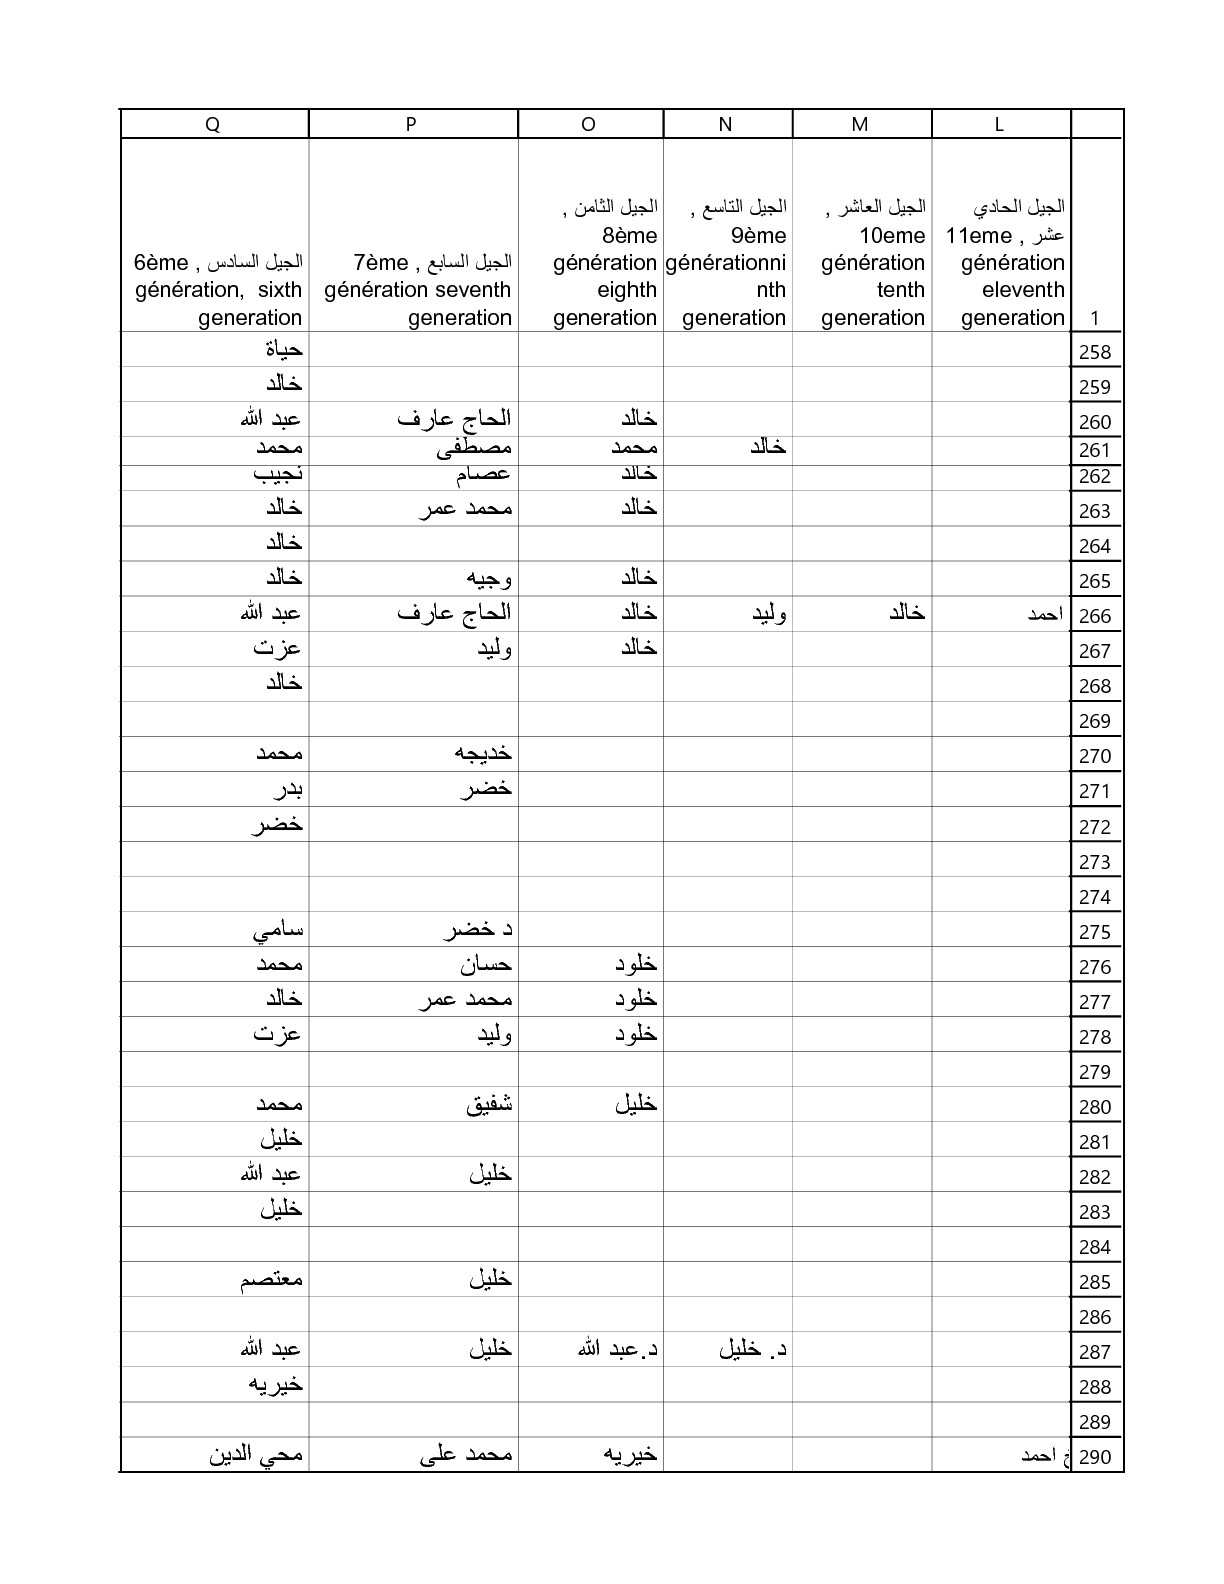 L M N O P Q
الجيل الحادي عشر , 11eme génération eleventh generation
الجيل العاشر , 10eme génération tenth generation
الجيل التاسع , 9ème générationni nth generation
الجيل الثامن , 8ème génération eighth generation
الجيل السابع , 7ème génération seventh generation
الجيل السادس , 6ème génération, sixth generation
1
258 حياة
259 خالد
260 خالد الحاج عارف عبد الله
261 خالد محمد مصطفى محمد
262 خالد عصام نجيب
263 خالد محمد عمر خالد
264 خالد
265 خالد وجيه خالد
266 احمد خالد وليد خالد الحاج عارف عبد الله
267 خالد وليد عزت
268 خالد
269
270 خديجه محمد
271 خضر بدر
272 خضر
273
274
275 د خضر سامي
276 خلود حسان محمد
277 خلود محمد عمر خالد
278 خلود وليد عزت
279
280 خليل شفيق محمد
281 خليل
282 خليل عبد الله
283 خليل
284
285 خليل معتصم
286
287 د. خليل د.عبد الله خليل عبد الله
288 خيريه
289
290 احمد خيريه محمد على محي الدين